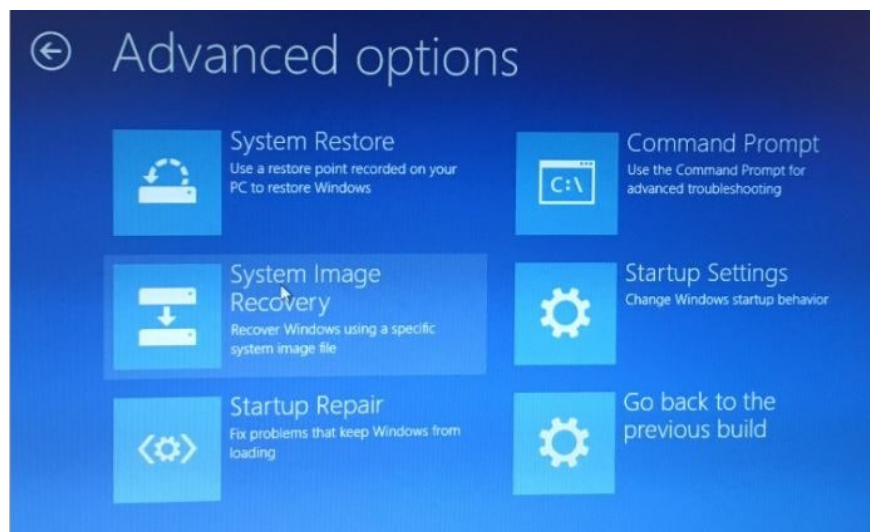 Advanced options
System Restore
Use a restore point recorded on your
PC to restore Windows
System Image
Recovery
Recover Windows using a specific
system image file
Startup Repair
Fix problems that keep Windows from
loading
Command Prompt
Use the Command Prompt for
advanced troubleshooting
C:\
Startup Settings
Change Windows startup behavior
Go back to the
previous build